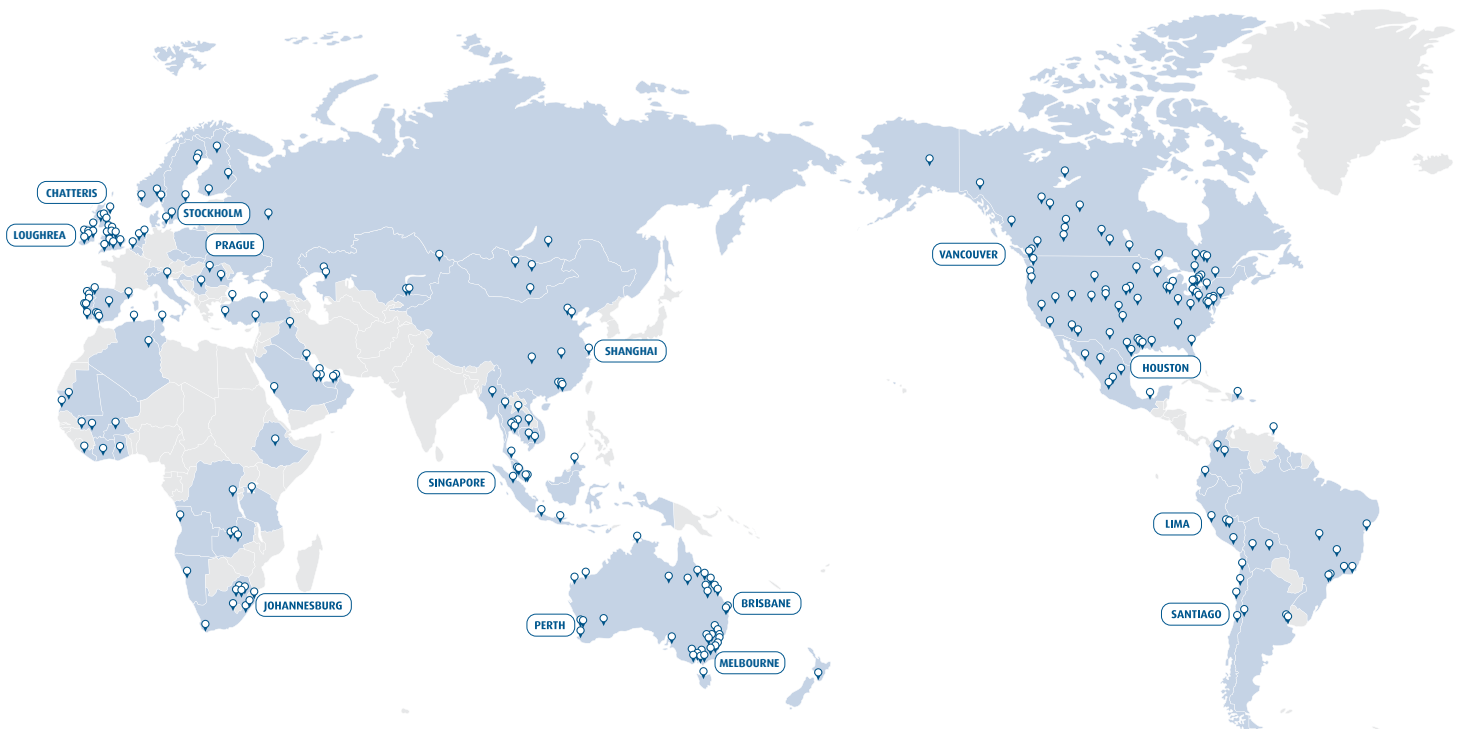 CHATTERIS
STOCKHOLM
LOUGHREA
PRAGUE
VANCOUVER
SHANGHAI
HOUSTON
SINGAPORE
LIMA
JOHANNESBURG
BRISBANE
PERTH
SANTIAGO
MELBOURNE